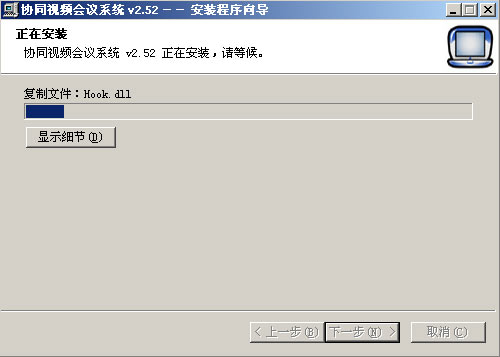 协同视频会议系统 v2.52 －－ 安装程序向导
正在安装
协同视频会议系统 v2.52 正在安装，请等候。
复制文件：Hook.dll
显示细节(D)
< 上一步(B) 下一步(N) > 取消(C)